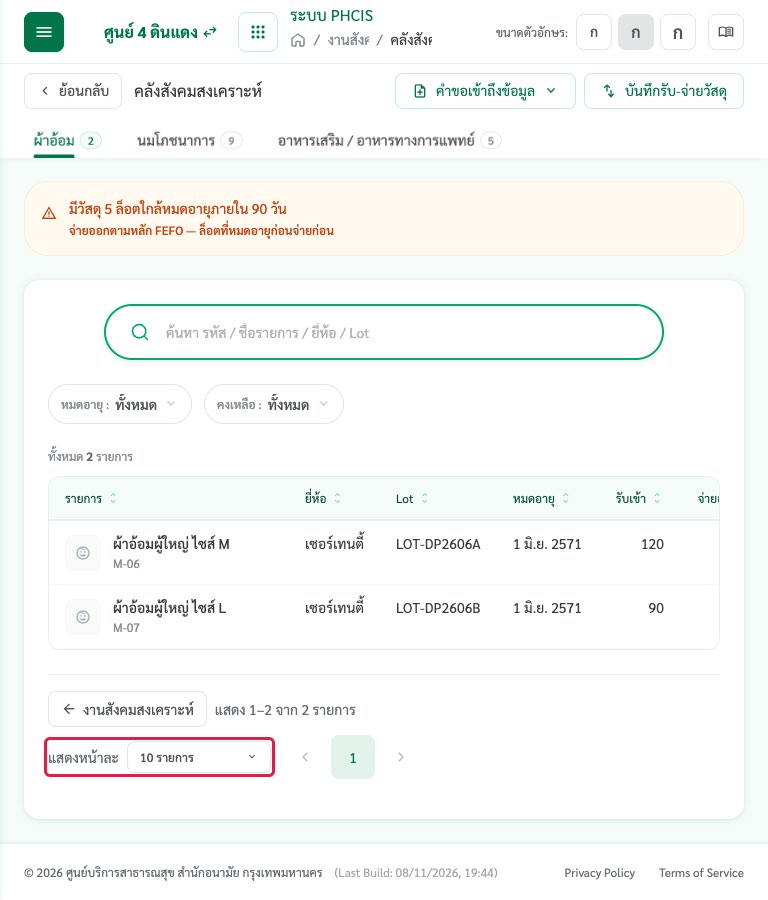 ศูนย์ 4 ดินแดง
ระบบ PHCIS
/ งานสังค / คลังสังค
ขนาดตัวอักษร: ก ก ก
ย้อนกลับ
คลังสังคมสงเคราะห์
คำขอเข้าถึงข้อมูล
บันทึกรับ-จ่ายวัสดุ
ผ้าอ้อม 2
นมโภชนาการ 9
อาหารเสริม / อาหารทางการแพทย์ 5
มีวัสดุ 5 ล็อตใกล้หมดอายุภายใน 90 วัน
จ่ายออกตามหลัก FEFO — ล็อตที่หมดอายุก่อนจ่ายก่อน
ค้นหา รหัส / ชื่อรายการ / ยี่ห้อ / Lot
หมดอายุ : ทั้งหมด
คงเหลือ : ทั้งหมด
ทั้งหมด 2 รายการ
รายการ ยี่ห้อ Lot หมดอายุ รับเข้า จ่าย
ผ้าอ้อมผู้ใหญ่ ไซส์ M เซอร์เทนตี้ LOT-DP2606A 1 มิ.ย. 2571 120
M-06
ผ้าอ้อมผู้ใหญ่ ไซส์ L เซอร์เทนตี้ LOT-DP2606B 1 มิ.ย. 2571 90
M-07
งานสังคมสงเคราะห์ แสดง 1–2 จาก 2 รายการ
แสดงหน้าละ 10 รายการ 1
© 2026 ศูนย์บริการสาธารณสุข สำนักอนามัย กรุงเทพมหานคร (Last Build: 08/11/2026, 19:44) Privacy Policy Terms of Service